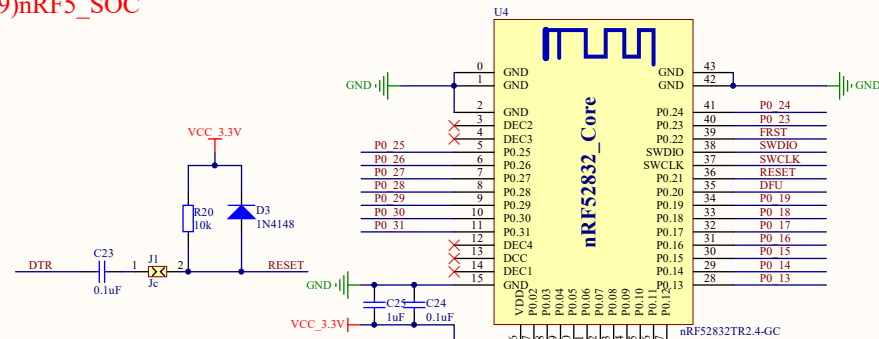 9)nRF5_SOC
U4
0 GND GND 43
1 GND GND 42
GND GND
2 GND P0.24 41 P0_24
3 DEC2 P0.23 40 P0_23
4 DEC3 P0.22 39 FRST
P0_25 5 P0.25 SWDIO 38 SWDIO
P0_26 6 P0.26 SWCLK 37 SWCLK
P0_27 7 P0.27 P0.21 36 RESET
P0_28 8 P0.28 P0.20 35 DFU
P0_29 9 P0.29 P0.19 34 P0_19
P0_30 10 P0.30 P0.18 33 P0_18
P0_31 11 P0.31 P0.17 32 P0_17
12 DEC4 P0.16 31 P0_16
13 DCC P0.15 30 P0_15
14 DEC1 P0.14 29 P0_14
GND 15 GND P0.13 28 P0_13
nRF52832_Core
VDD P0.02 P0.03 P0.04 P0.05 P0.06 P0.07 P0.08 P0.09 P0.10 P0.11 P0.12
nRF52832TR2.4-GC
VCC_3.3V
R20
10k
D3
1N4148
DTR
C23
0.1uF
1
J1
Jc
2
RESET
C25
1uF
C24
0.1uF
VCC_3.3V